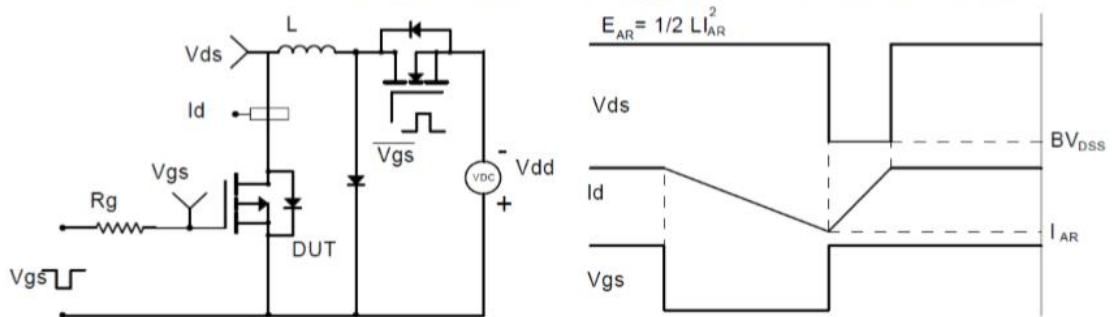 L
Vds
Id
Vgs
Vgs
Rg
DUT
Vgs
VDC
-
+
Vdd
E_AR = 1/2 LI_AR^2
Vds
BV_DSS
Id
I_AR
Vgs